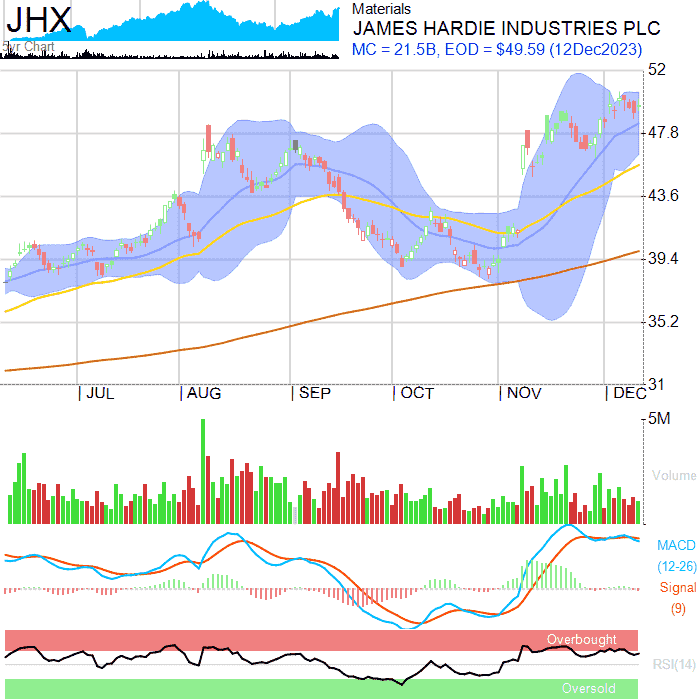 JHX
5yr Chart
Materials
JAMES HARDIE INDUSTRIES PLC
MC = 21.5B, EOD = $49.59 (12Dec2023)
52
47.8
43.6
39.4
35.2
31
JUL
AUG
SEP
OCT
NOV
DEC
5M
Volume
MACD
(12-26)
Signal
(9)
Overbought
RSI(14)
Oversold